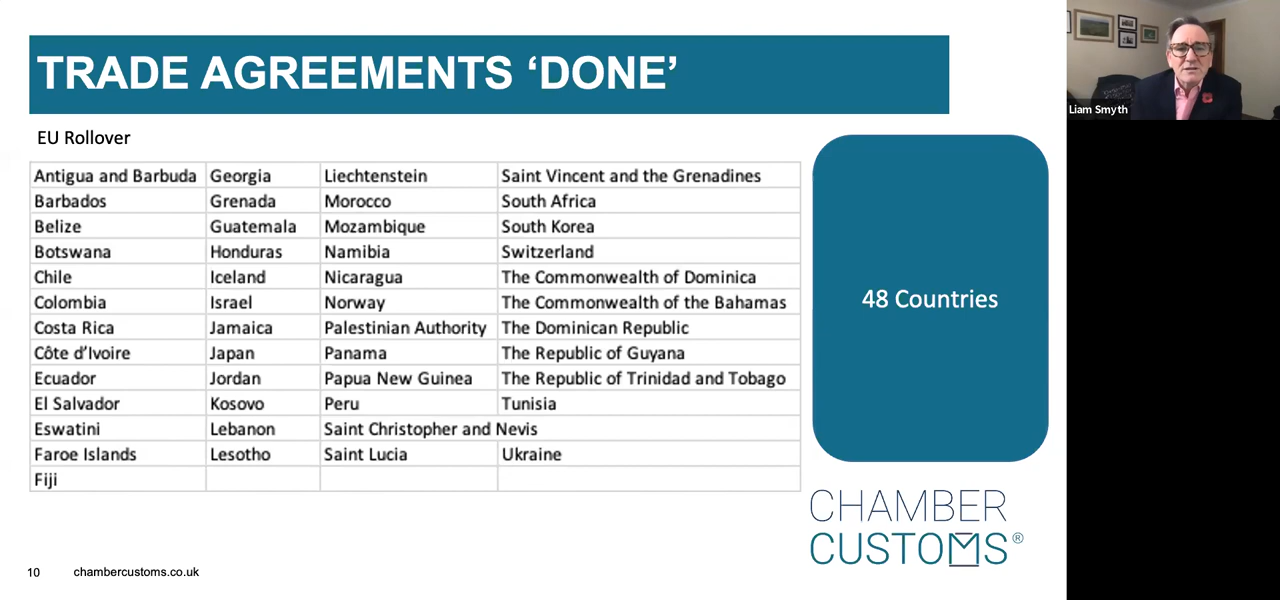 TRADE AGREEMENTS ‘DONE’
Liam Smyth
EU Rollover
Antigua and Barbuda Georgia Liechtenstein Saint Vincent and the Grenadines
Barbados Grenada Morocco South Africa
Belize Guatemala Mozambique South Korea
Botswana Honduras Namibia Switzerland
Chile Iceland Nicaragua The Commonwealth of Dominica
Colombia Israel Norway The Commonwealth of the Bahamas
Costa Rica Jamaica Palestinian Authority The Dominican Republic
Côte d’Ivoire Japan Panama The Republic of Guyana
Ecuador Jordan Papua New Guinea The Republic of Trinidad and Tobago
El Salvador Kosovo Peru Tunisia
Eswatini Lebanon Saint Christopher and Nevis
Faroe Islands Lesotho Saint Lucia Ukraine
Fiji
48 Countries
CHAMBER
CUSTOMS®
10 chambercustoms.co.uk